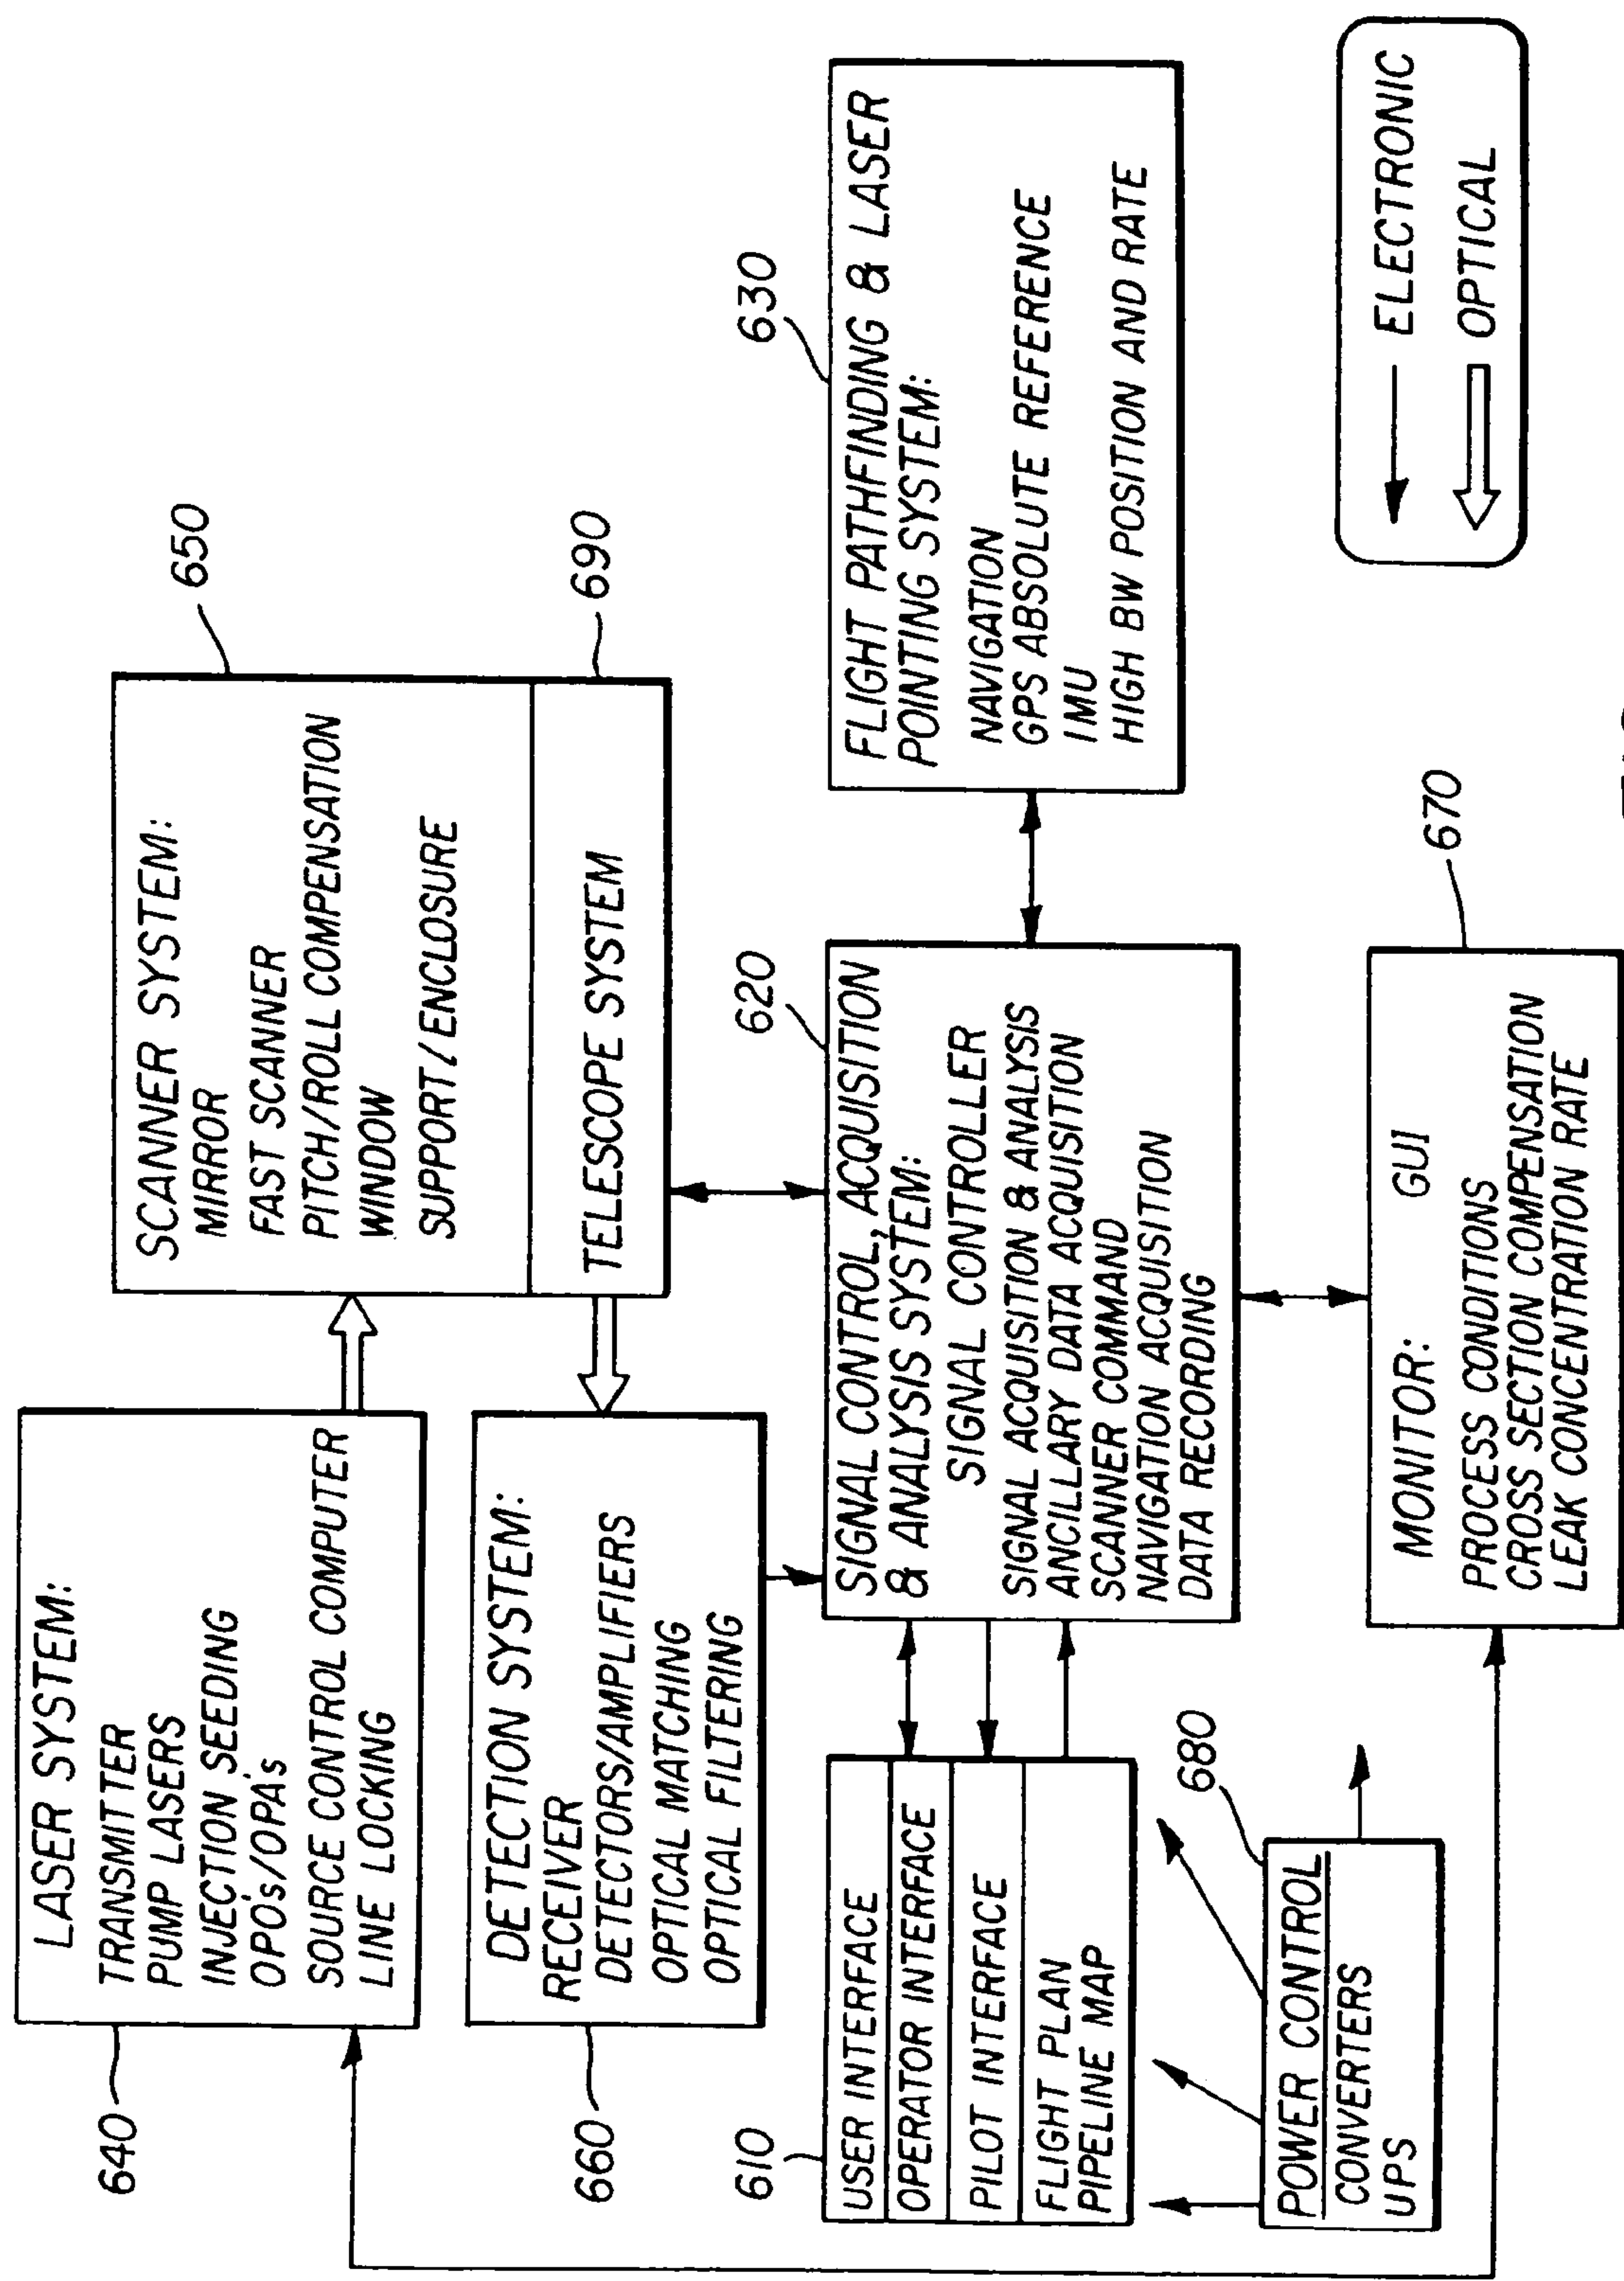 LASER SYSTEM:
TRANSMITTER
PUMP LASERS
INJECTION SEEDING
OPO's/OPA's
SOURCE CONTROL COMPUTER
LINE LOCKING
640
SCANNER SYSTEM:
MIRROR
FAST SCANNER
PITCH/ROLL COMPENSATION
WINDOW
SUPPORT/ENCLOSURE
650
TELESCOPE SYSTEM
690
DETECTION SYSTEM:
RECEIVER
DETECTORS/AMPLIFIERS
OPTICAL MATCHING
OPTICAL FILTERING
660
610
USER INTERFACE
OPERATOR INTERFACE
PILOT INTERFACE
FLIGHT PLAN
PIPELINE MAP
620
SIGNAL CONTROL, ACQUISITION
& ANALYSIS SYSTEM:
SIGNAL CONTROLLER
SIGNAL ACQUISITION & ANALYSIS
ANCILLARY DATA ACQUISITION
SCANNER COMMAND
NAVIGATION ACQUISITION
DATA RECORDING
630
FLIGHT PATHFINDING & LASER
POINTING SYSTEM:
NAVIGATION
GPS ABSOLUTE REFERENCE
IMU
HIGH BW POSITION AND RATE
680
POWER CONTROL
CONVERTERS
UPS
670
MONITOR: GUI
PROCESS CONDITIONS
CROSS SECTION COMPENSATION
LEAK CONCENTRATION RATE
ELECTRONIC
OPTICAL